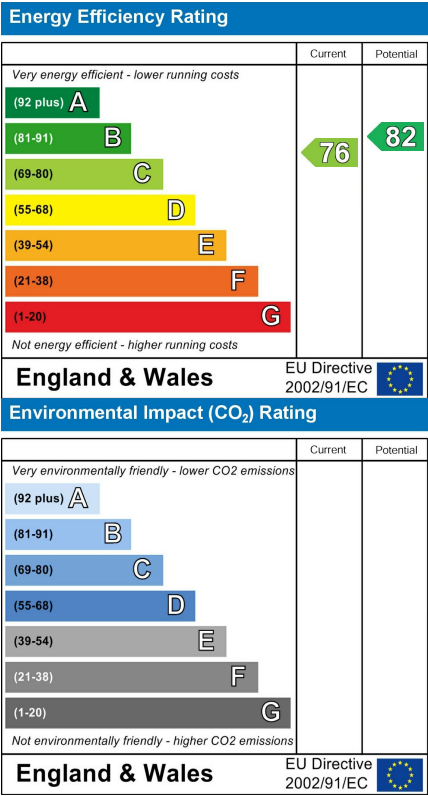 Energy Efficiency Rating
Current Potential
Very energy efficient - lower running costs
(92 plus) A
(81-91) B
(69-80) C
(55-68) D
(39-54) E
(21-38) F
(1-20) G
76
82
Not energy efficient - higher running costs
England & Wales
EU Directive
2002/91/EC
Environmental Impact (CO₂) Rating
Current Potential
Very environmentally friendly - lower CO2 emissions
(92 plus) A
(81-91) B
(69-80) C
(55-68) D
(39-54) E
(21-38) F
(1-20) G
Not environmentally friendly - higher CO2 emissions
England & Wales
EU Directive
2002/91/EC